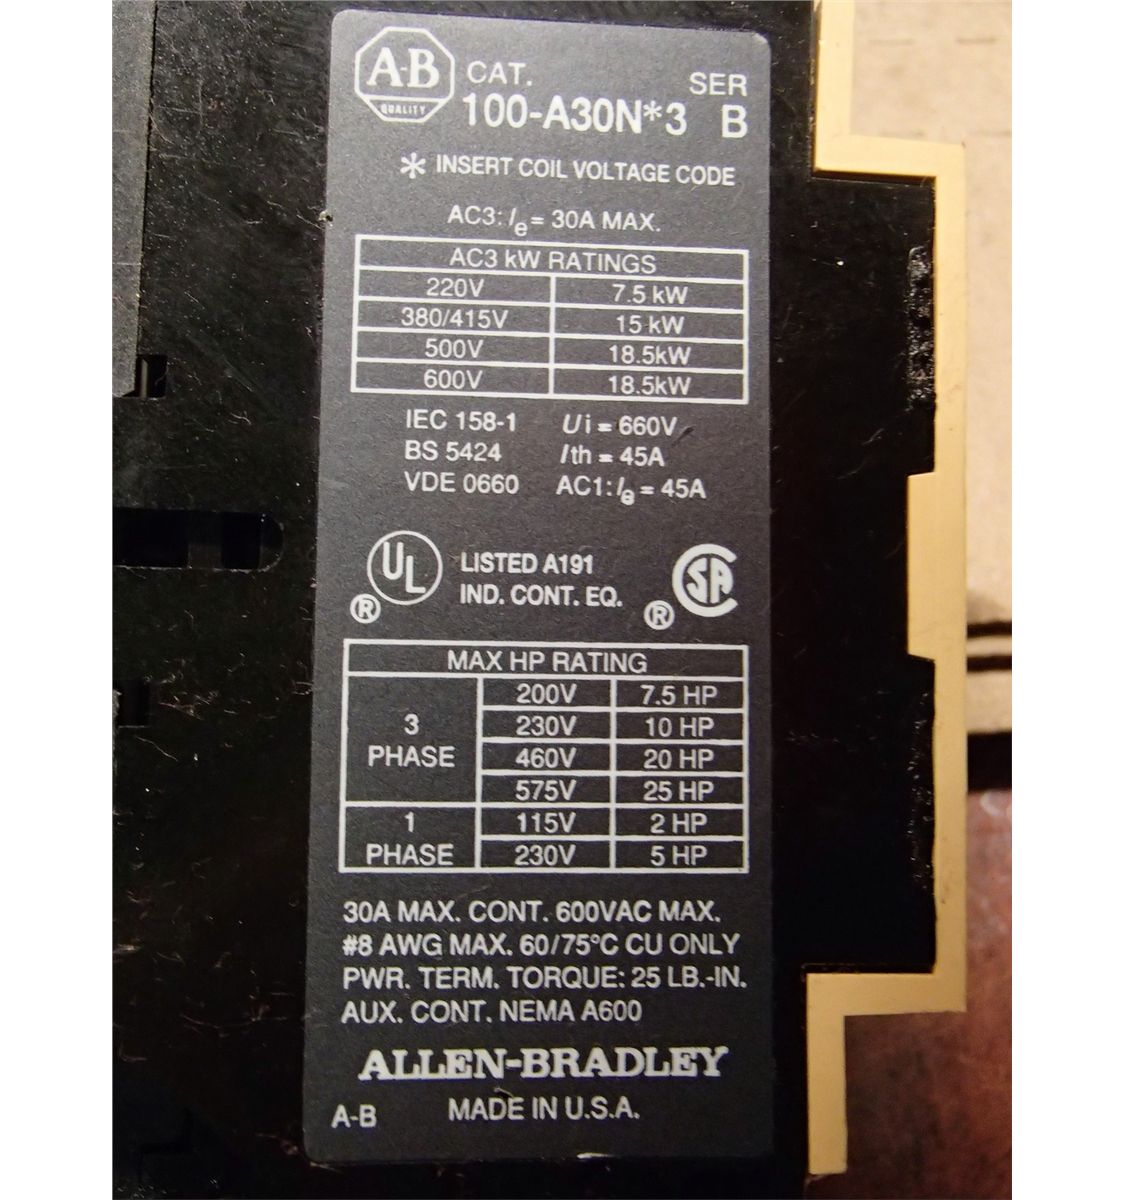 A-B
QUALITY
CAT. SER
100-A30N*3 B
* INSERT COIL VOLTAGE CODE
AC3: Ie = 30A MAX.
AC3 kW RATINGS
220V 7.5 kW
380/415V 15 kW
500V 18.5kW
600V 18.5kW
IEC 158-1 Ui = 660V
BS 5424 Ith = 45A
VDE 0660 AC1: Ie = 45A
UL ® LISTED A191
IND. CONT. EQ. ® SA
MAX HP RATING
3 PHASE 200V 7.5 HP
230V 10 HP
460V 20 HP
575V 25 HP
1 PHASE 115V 2 HP
230V 5 HP
30A MAX. CONT. 600VAC MAX.
#8 AWG MAX. 60/75°C CU ONLY
PWR. TERM. TORQUE: 25 LB.-IN.
AUX. CONT. NEMA A600
ALLEN-BRADLEY
A-B MADE IN U.S.A.